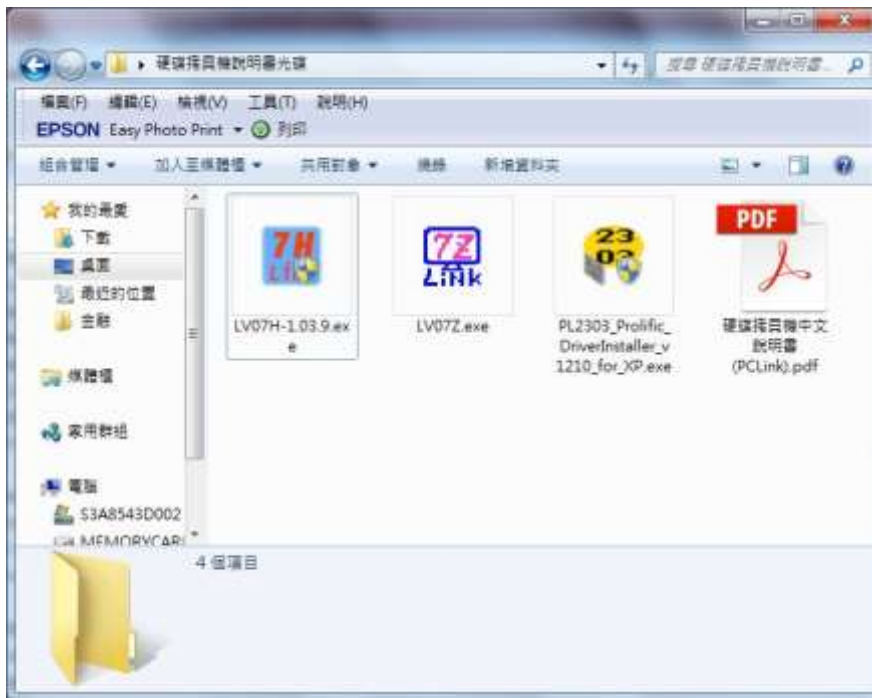 硬碟拷貝機說明書光碟
搜尋 硬碟拷貝機說明書...
檔案(F) 編輯(E) 檢視(V) 工具(T) 說明(H)
EPSON Easy Photo Print 列印
組合管理 加入至媒體櫃 共用對象 燒錄 新增資料夾
我的最愛
下載
桌面
最近的位置
金融
媒體櫃
家用群組
電腦
S3A8543D002
MEMORYCAR
7H
Link
LV07H-1.03.9.ex
e
7Z
LiNk
LV07Z.exe
23
03
PL2303_Prolific_
DriverInstaller_v
1210_for_XP.exe
PDF
硬碟拷貝機中文
說明書
(PCLink).pdf
4 個項目